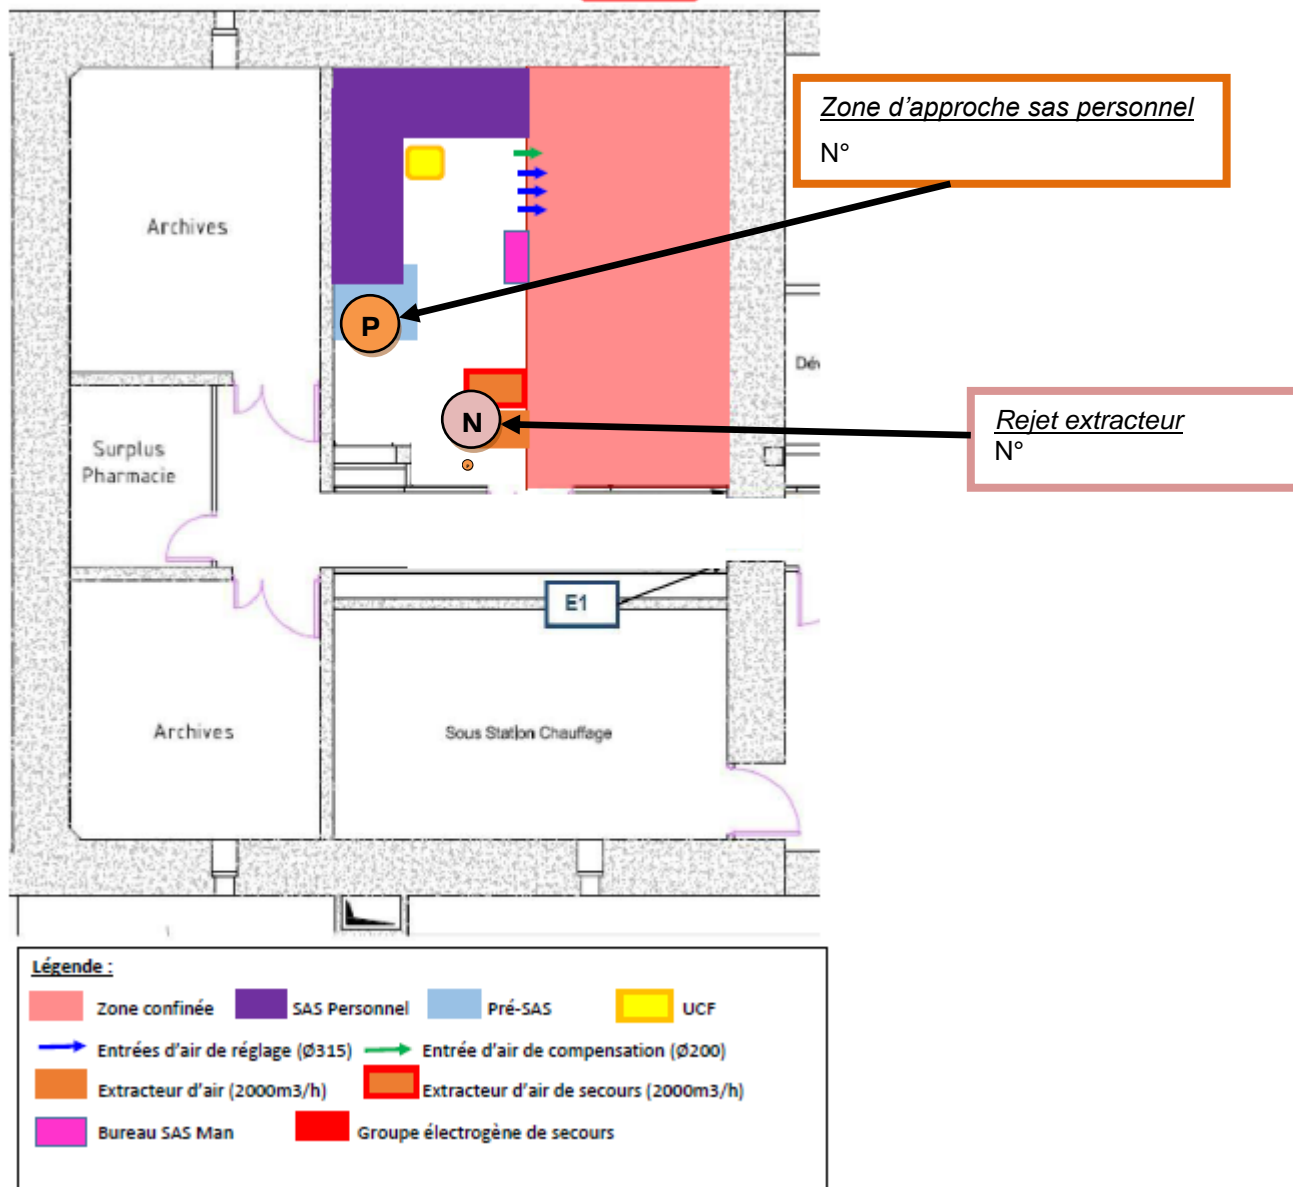 Zone d’approche sas personnel
N°
Archives
P
Dév
N
Rejet extracteur
N°
Surplus
Pharmacie
E1
Archives
Sous Station Chauffage
Légende :
Zone confinée SAS Personnel Pré-SAS UCF
Entrées d'air de réglage (Ø315) Entrée d'air de compensation (Ø200)
Extracteur d'air (2000m3/h) Extracteur d'air de secours (2000m3/h)
Bureau SAS Man Groupe électrogène de secours